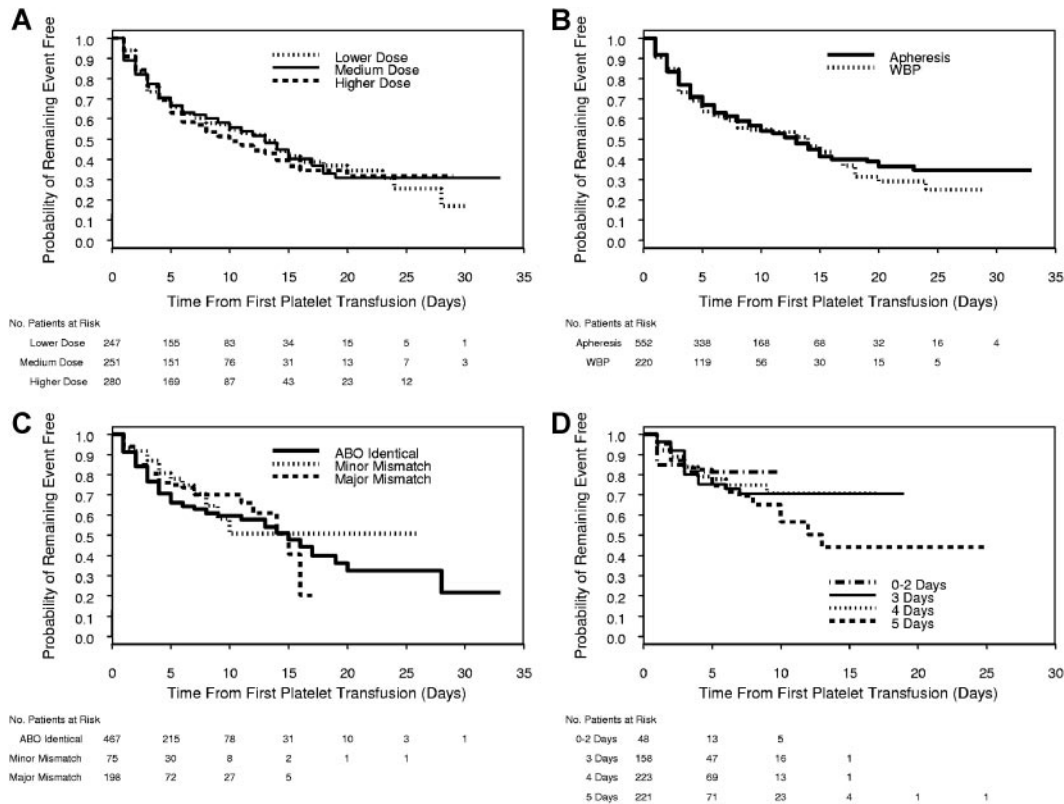 A
Probability of Remaining Event Free
1.0
0.9
0.8
0.7
0.6
0.5
0.4
0.3
0.2
0.1
0.0
Lower Dose
Medium Dose
Higher Dose
0 5 10 15 20 25 30 35
Time From First Platelet Transfusion (Days)
No. Patients at Risk
Lower Dose 247 155 83 34 15 5 1
Medium Dose 251 151 76 31 13 7 3
Higher Dose 280 169 87 43 23 12
B
Probability of Remaining Event Free
1.0
0.9
0.8
0.7
0.6
0.5
0.4
0.3
0.2
0.1
0.0
Apheresis
WBP
0 5 10 15 20 25 30 35
Time From First Platelet Transfusion (Days)
No. Patients at Risk
Apheresis 552 338 168 68 32 16 4
WBP 220 119 56 30 15 5
C
Probability of Remaining Event Free
1.0
0.9
0.8
0.7
0.6
0.5
0.4
0.3
0.2
0.1
0.0
ABO Identical
Minor Mismatch
Major Mismatch
0 5 10 15 20 25 30 35
Time From First Platelet Transfusion (Days)
No. Patients at Risk
ABO Identical 467 215 78 31 10 3 1
Minor Mismatch 75 30 8 2 1 1
Major Mismatch 198 72 27 5
D
Probability of Remaining Event Free
1.0
0.9
0.8
0.7
0.6
0.5
0.4
0.3
0.2
0.1
0.0
0-2 Days
3 Days
4 Days
5 Days
0 5 10 15 20 25 30
Time From First Platelet Transfusion (Days)
No. Patients at Risk
0-2 Days 48 13 5
3 Days 158 47 16 1
4 Days 223 69 13 1
5 Days 221 71 23 4 1 1